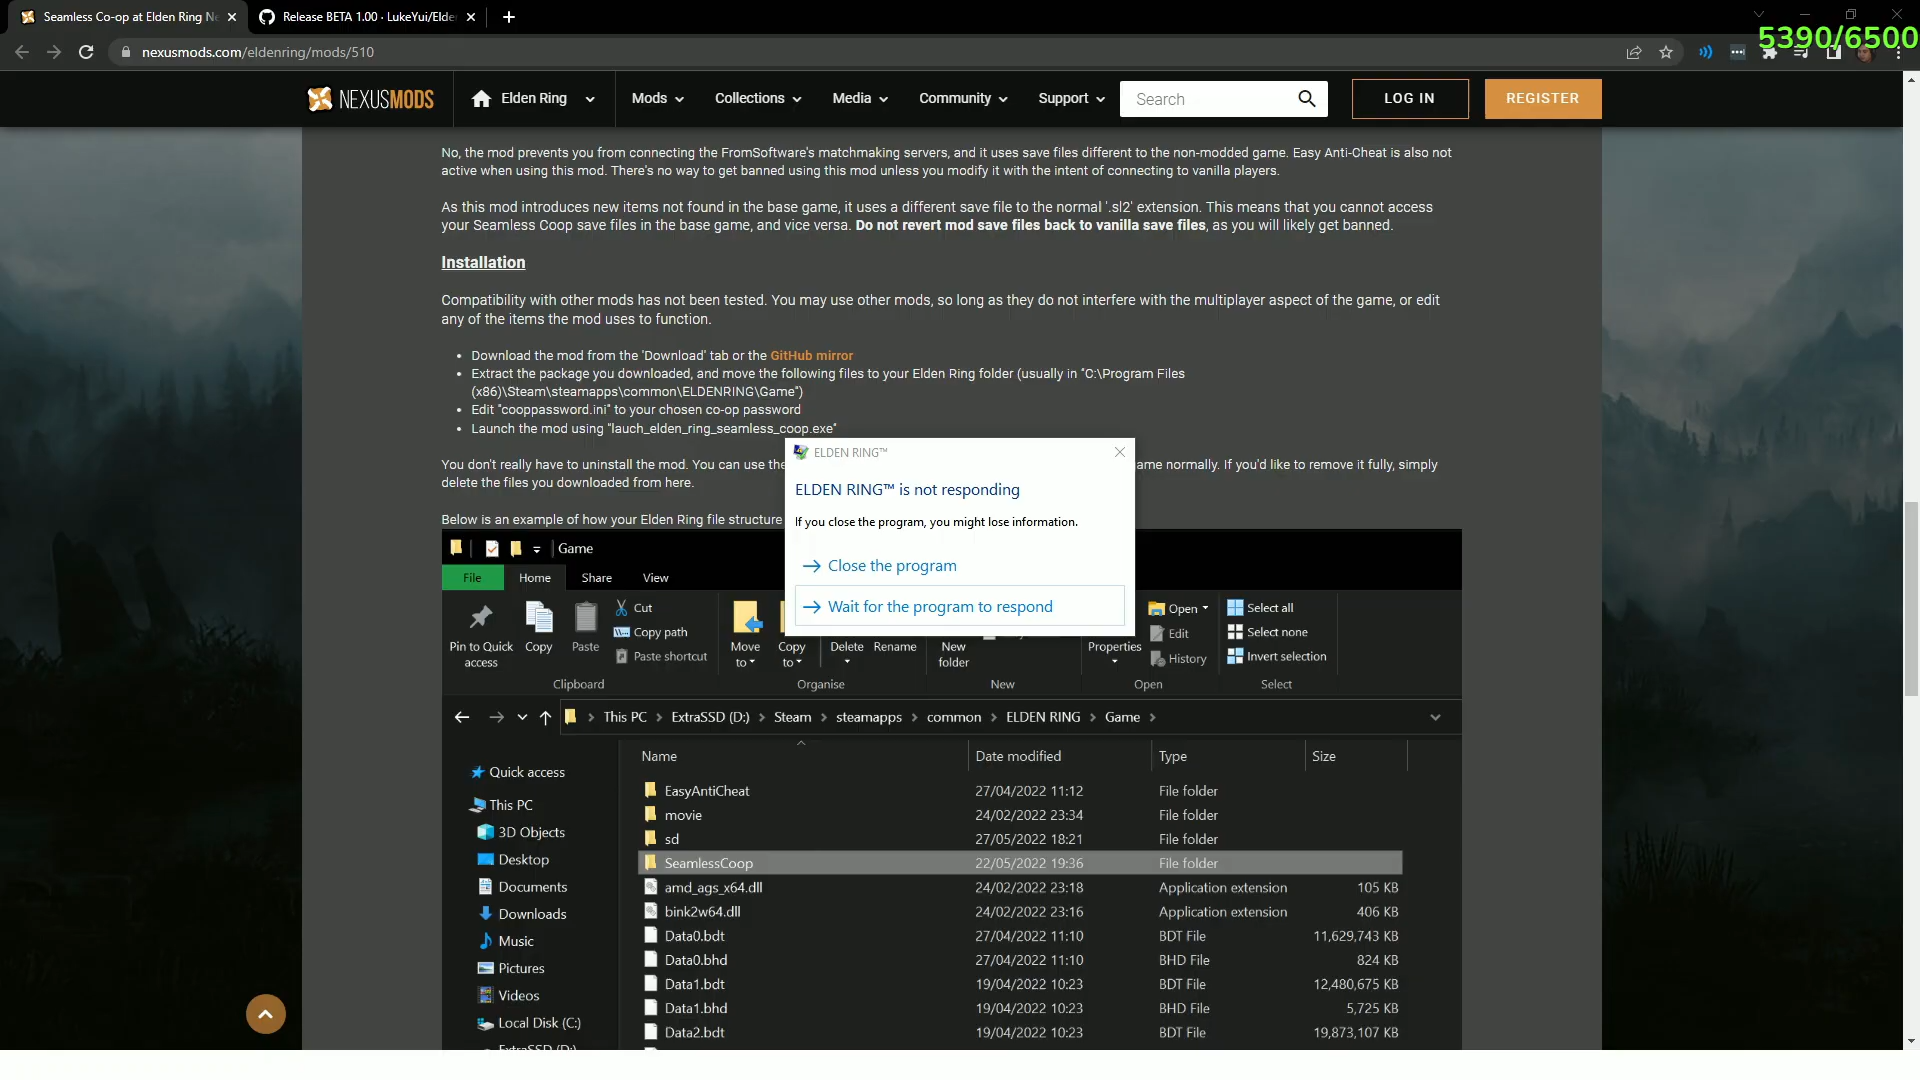 Seamless Co-op at Elden Ring Ne
Release BETA 1.00 · LukeYui/Elde
5390/6500
nexusmods.com/eldenring/mods/510
NEXUSMODS
Elden Ring
Mods
Collections
Media
Community
Support
Search
LOG IN
REGISTER
No, the mod prevents you from connecting the FromSoftware's matchmaking servers, and it uses save files different to the non-modded game. Easy Anti-Cheat is also not
active when using this mod. There's no way to get banned using this mod unless you modify it with the intent of connecting to vanilla players.
As this mod introduces new items not found in the base game, it uses a different save file to the normal '.sl2' extension. This means that you cannot access
your Seamless Coop save files in the base game, and vice versa. Do not revert mod save files back to vanilla save files, as you will likely get banned.
Installation
Compatibility with other mods has not been tested. You may use other mods, so long as they do not interfere with the multiplayer aspect of the game, or edit
any of the items the mod uses to function.
• Download the mod from the 'Download' tab or the GitHub mirror
• Extract the package you downloaded, and move the following files to your Elden Ring folder (usually in "C:\Program Files
(x86)\Steam\steamapps\common\ELDENRING\Game")
• Edit "cooppassword.ini" to your chosen co-op password
• Launch the mod using "lauch_elden_ring_seamless_coop.exe"
You don't really have to uninstall the mod. You can use the
ame normally. If you'd like to remove it fully, simply
delete the files you downloaded from here.
Below is an example of how your Elden Ring file structure
ELDEN RING™
ELDEN RING™ is not responding
If you close the program, you might lose information.
Close the program
Wait for the program to respond
Game
File
Home
Share
View
Pin to Quick
access
Copy
Paste
Cut
Copy path
Paste shortcut
Clipboard
Move
to
Copy
to
Delete
Rename
Organise
New
folder
New
Properties
Open
Edit
History
Open
Select all
Select none
Invert selection
Select
This PC
ExtraSSD (D:)
Steam
steamapps
common
ELDEN RING
Game
Quick access
This PC
3D Objects
Desktop
Documents
Downloads
Music
Pictures
Videos
Local Disk (C:)
ExtraSSD (D:)
Name Date modified Type Size
EasyAntiCheat 27/04/2022 11:12 File folder
movie 24/02/2022 23:34 File folder
sd 27/05/2022 18:21 File folder
SeamlessCoop 22/05/2022 19:36 File folder
amd_ags_x64.dll 24/02/2022 23:18 Application extension 105 KB
bink2w64.dll 24/02/2022 23:16 Application extension 406 KB
Data0.bdt 27/04/2022 11:10 BDT File 11,629,743 KB
Data0.bhd 27/04/2022 11:10 BHD File 824 KB
Data1.bdt 19/04/2022 10:23 BDT File 12,480,675 KB
Data1.bhd 19/04/2022 10:23 BHD File 5,725 KB
Data2.bdt 19/04/2022 10:23 BDT File 19,873,107 KB